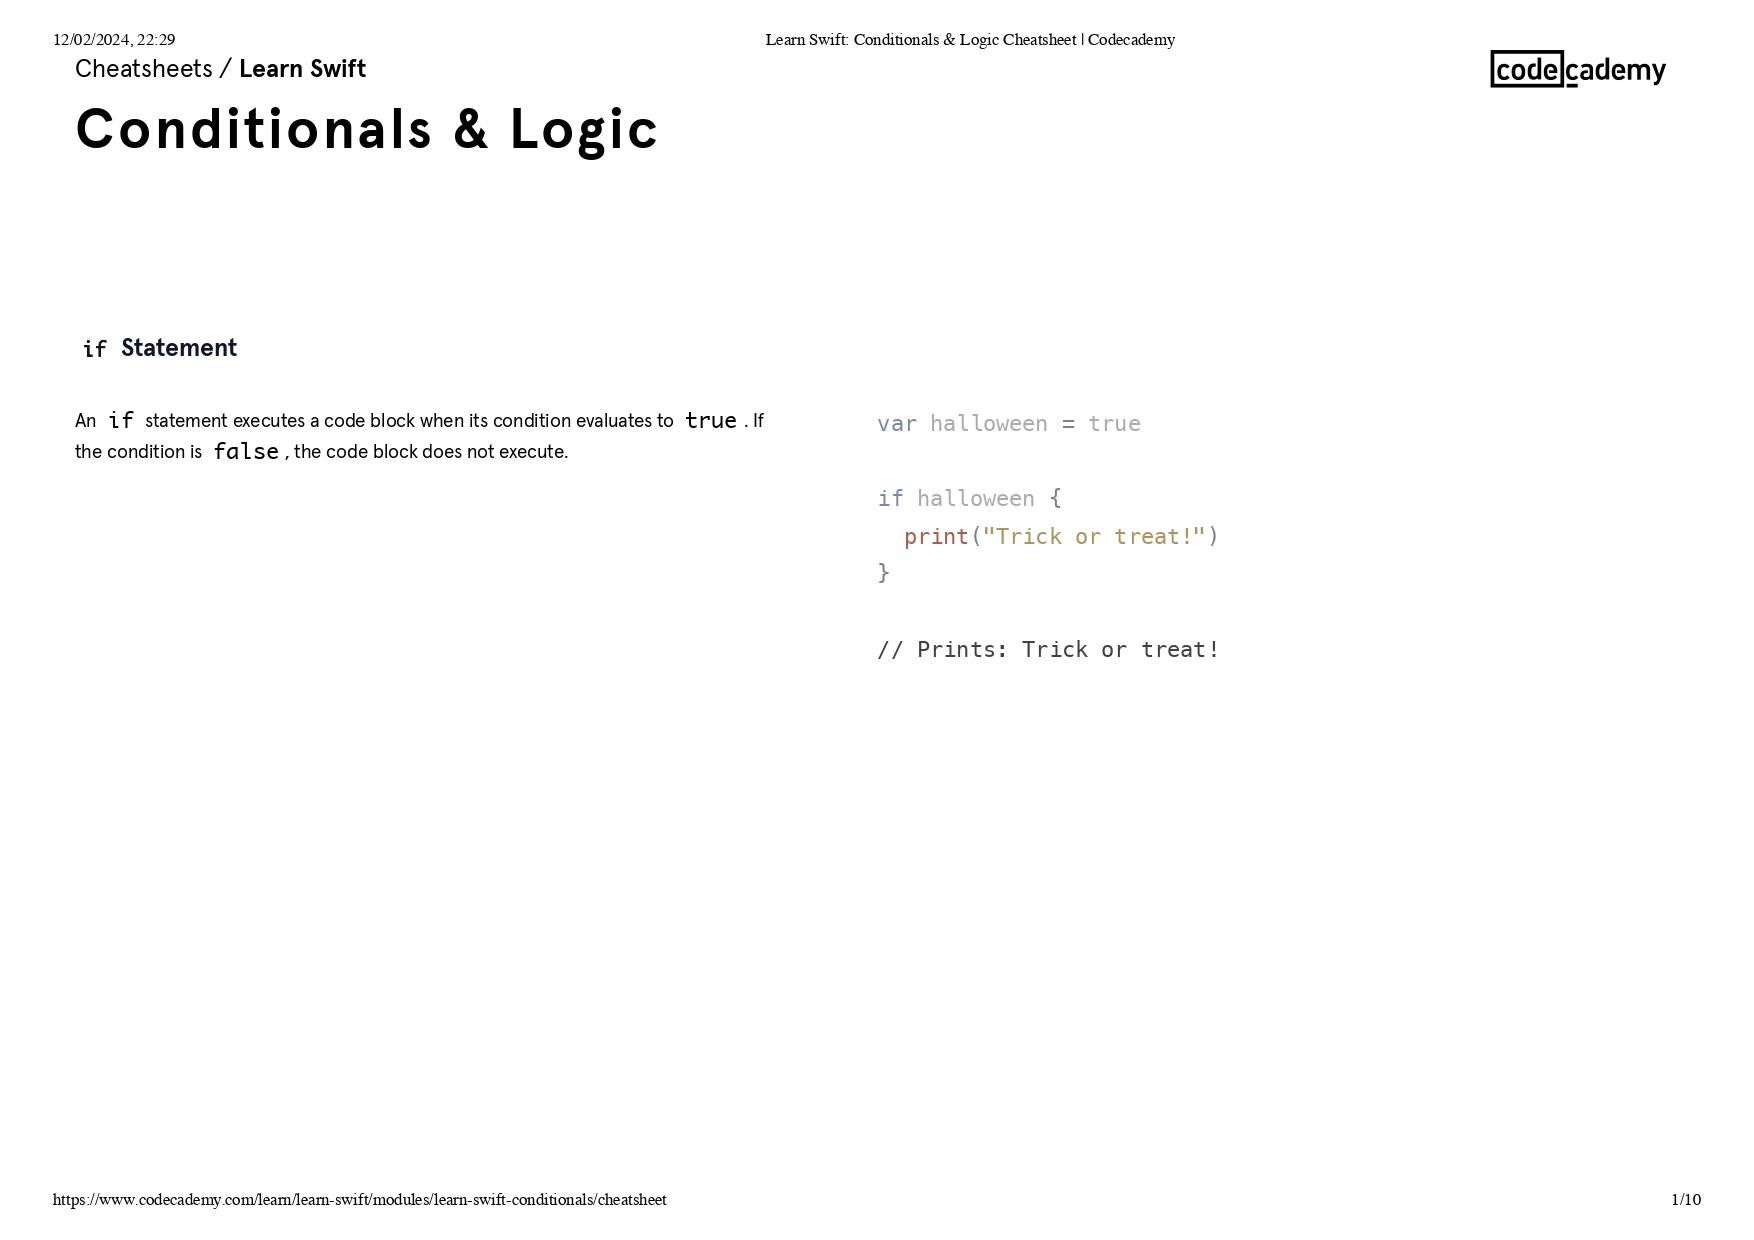 12/02/2024, 22:29
Learn Swift: Conditionals & Logic Cheatsheet | Codecademy
Cheatsheets / Learn Swift
codecademy
Conditionals & Logic
if Statement
An if statement executes a code block when its condition evaluates to true . If
the condition is false , the code block does not execute.
var halloween = true
if halloween {
  print("Trick or treat!")
}
// Prints: Trick or treat!
https://www.codecademy.com/learn/learn-swift/modules/learn-swift-conditionals/cheatsheet
1/10